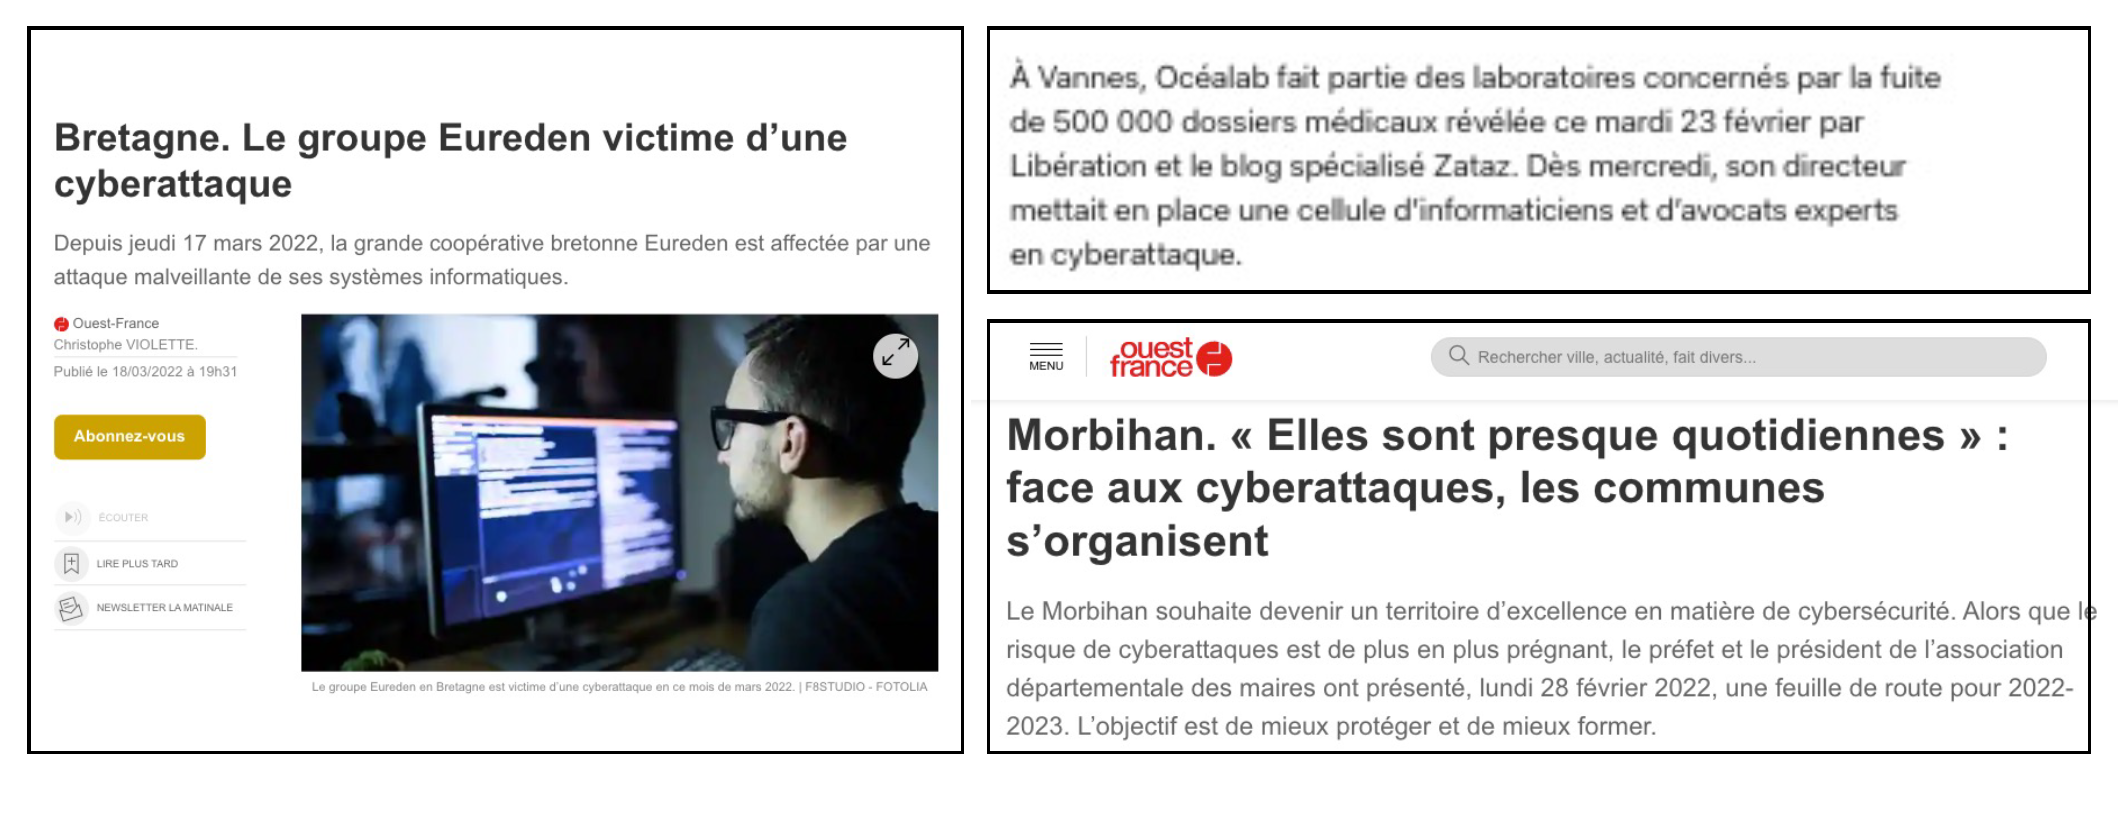 Bretagne. Le groupe Eureden victime d’une
cyberattaque
Depuis jeudi 17 mars 2022, la grande coopérative bretonne Eureden est affectée par une
attaque malveillante de ses systèmes informatiques.
Ouest-France
Christophe VIOLETTE.
Publié le 18/03/2022 à 19h31
Abonnez-vous
ÉCOUTER
LIRE PLUS TARD
NEWSLETTER LA MATINALE
Le groupe Eureden en Bretagne est victime d’une cyberattaque en ce mois de mars 2022. | F8STUDIO - FOTOLIA
À Vannes, Océalab fait partie des laboratoires concernés par la fuite
de 500 000 dossiers médicaux révélée ce mardi 23 février par
Libération et le blog spécialisé Zataz. Dès mercredi, son directeur
mettait en place une cellule d'informaticiens et d'avocats experts
en cyberattaque.
MENU
ouest
france
Rechercher ville, actualité, fait divers...
Morbihan. « Elles sont presque quotidiennes » :
face aux cyberattaques, les communes
s’organisent
Le Morbihan souhaite devenir un territoire d’excellence en matière de cybersécurité. Alors que le
risque de cyberattaques est de plus en plus prégnant, le préfet et le président de l’association
départementale des maires ont présenté, lundi 28 février 2022, une feuille de route pour 2022-
2023. L’objectif est de mieux protéger et de mieux former.